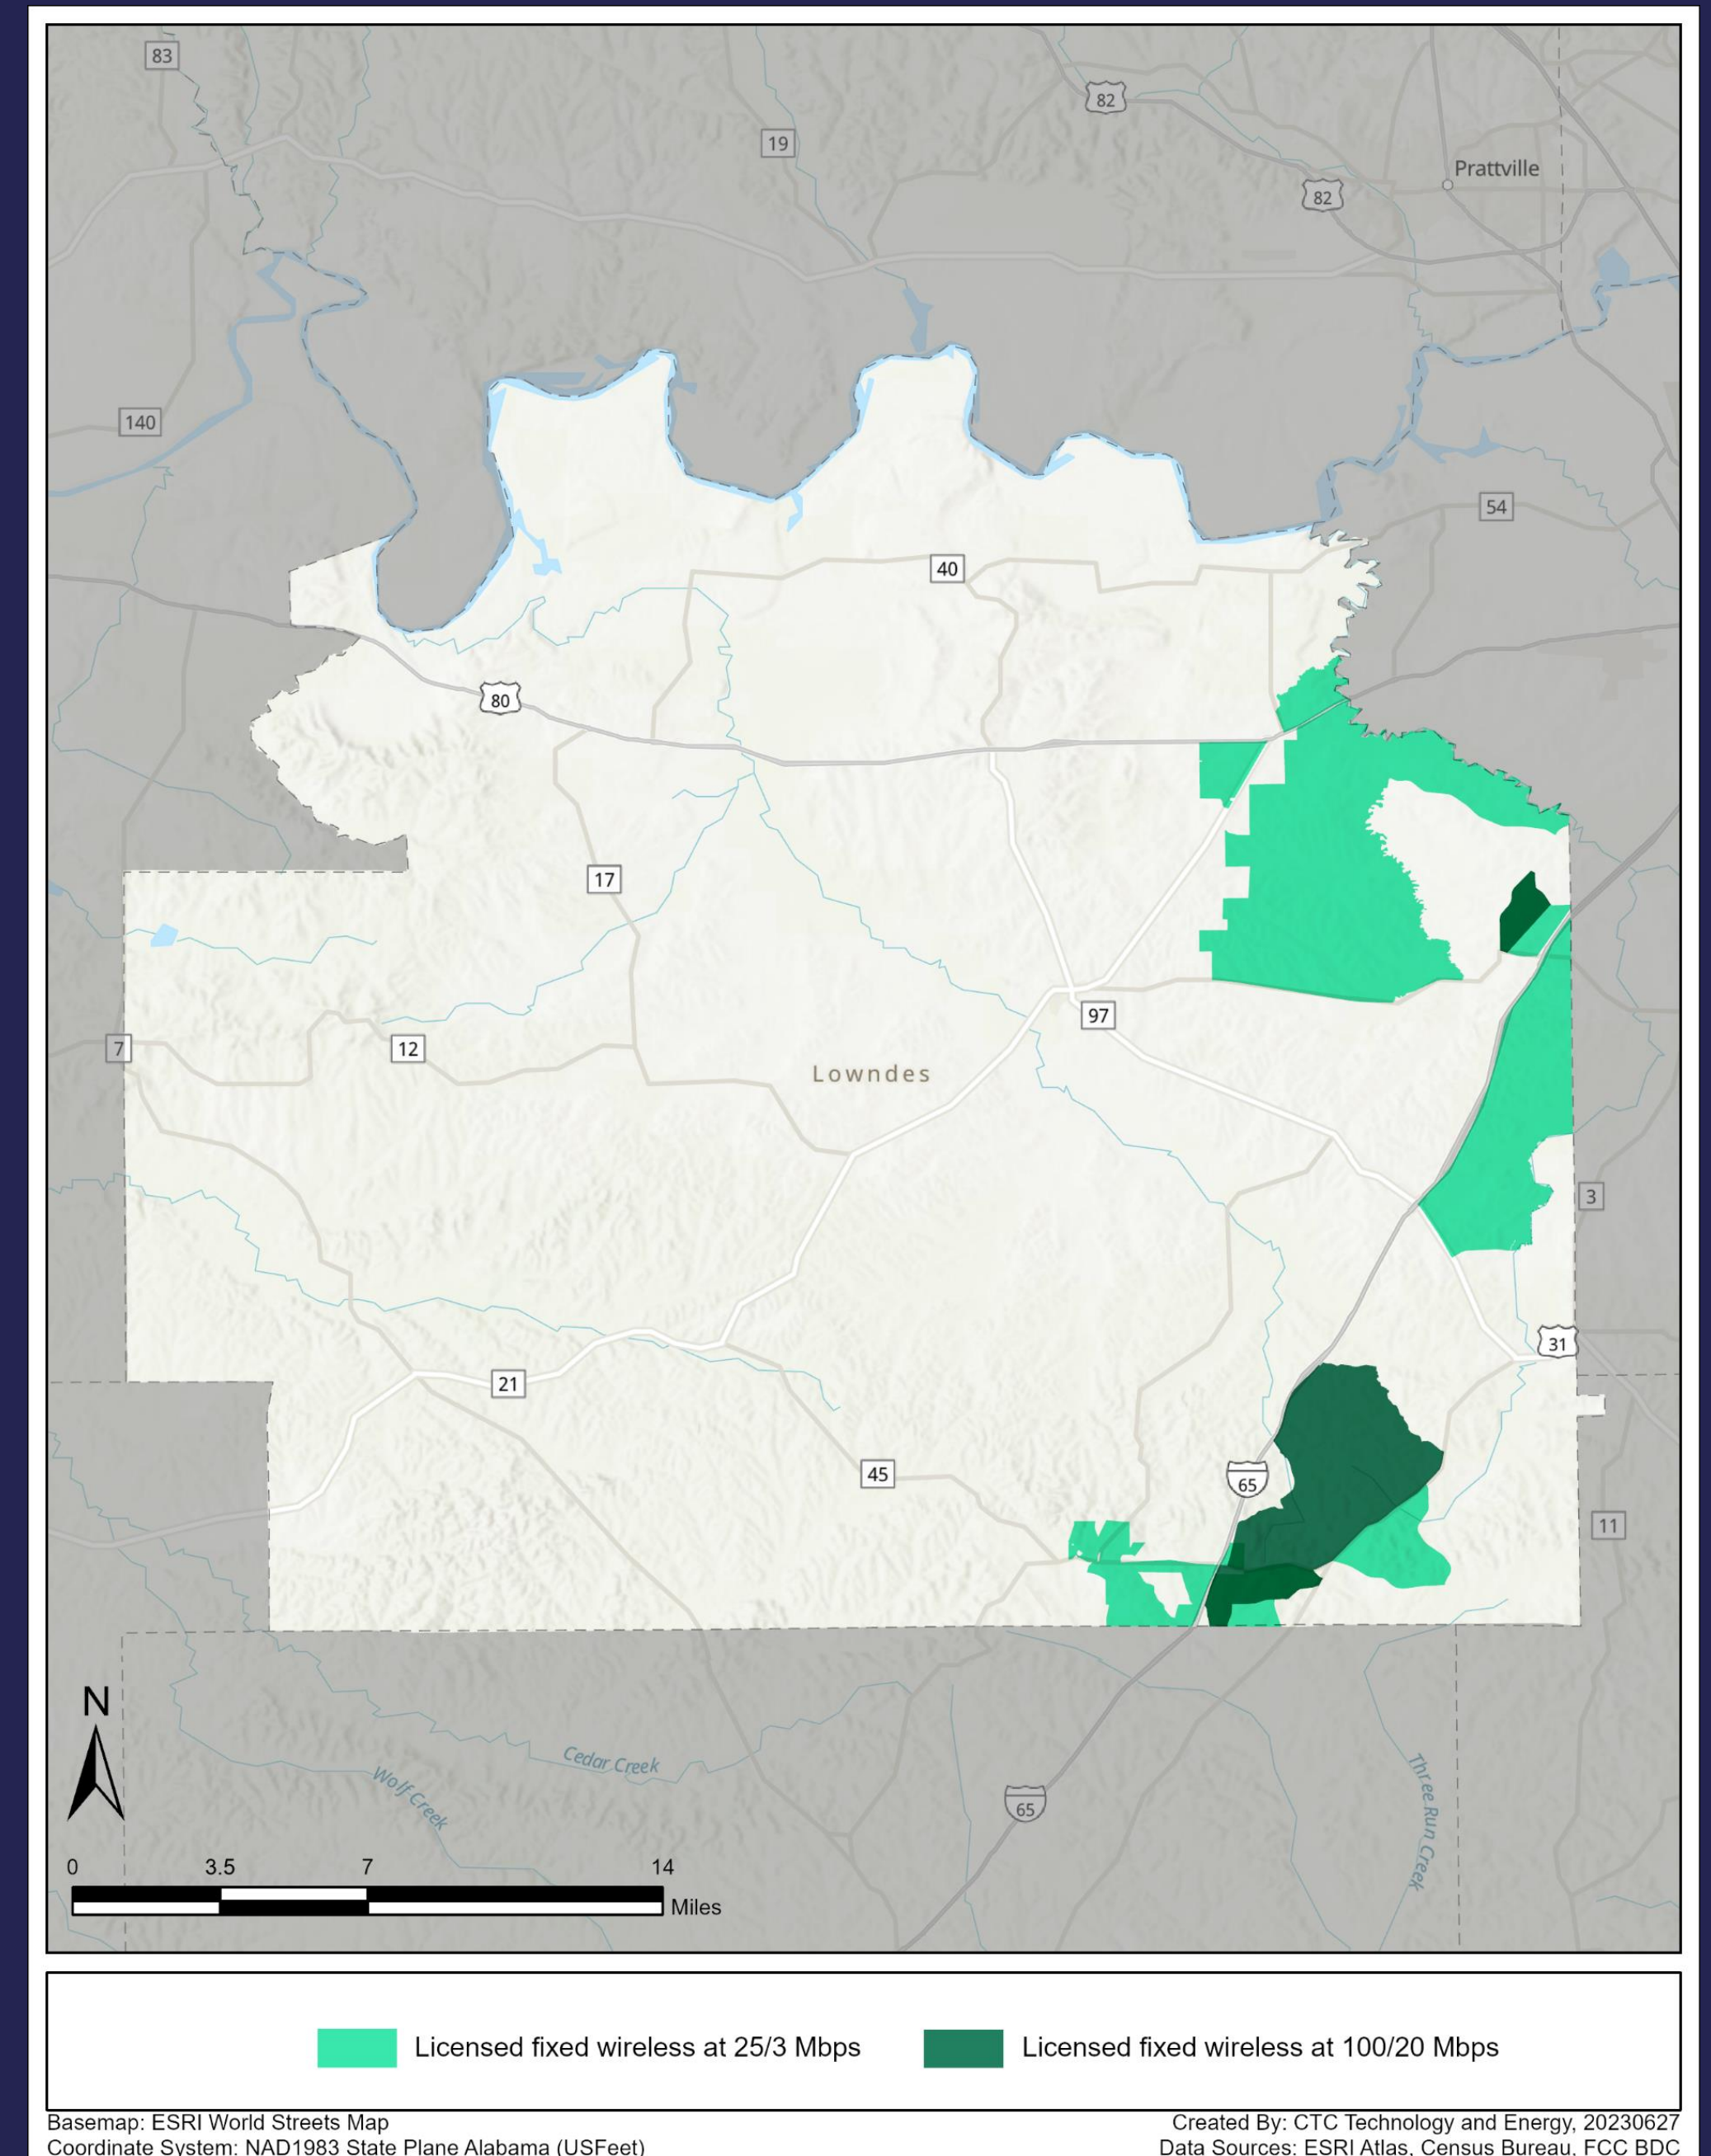 83
82
19
Prattville
82
140
54
40
80
17
97
7
12
Lowndes
3
31
21
45
65
11
N
Cedar Creek
Wolf Creek
Three Run Creek
65
0 3.5 7 14
Miles
Licensed fixed wireless at 25/3 Mbps
Licensed fixed wireless at 100/20 Mbps
Basemap: ESRI World Streets Map
Created By: CTC Technology and Energy, 20230627
Coordinate System: NAD1983 State Plane Alabama (USFeet)
Data Sources: ESRI Atlas, Census Bureau, FCC BDC